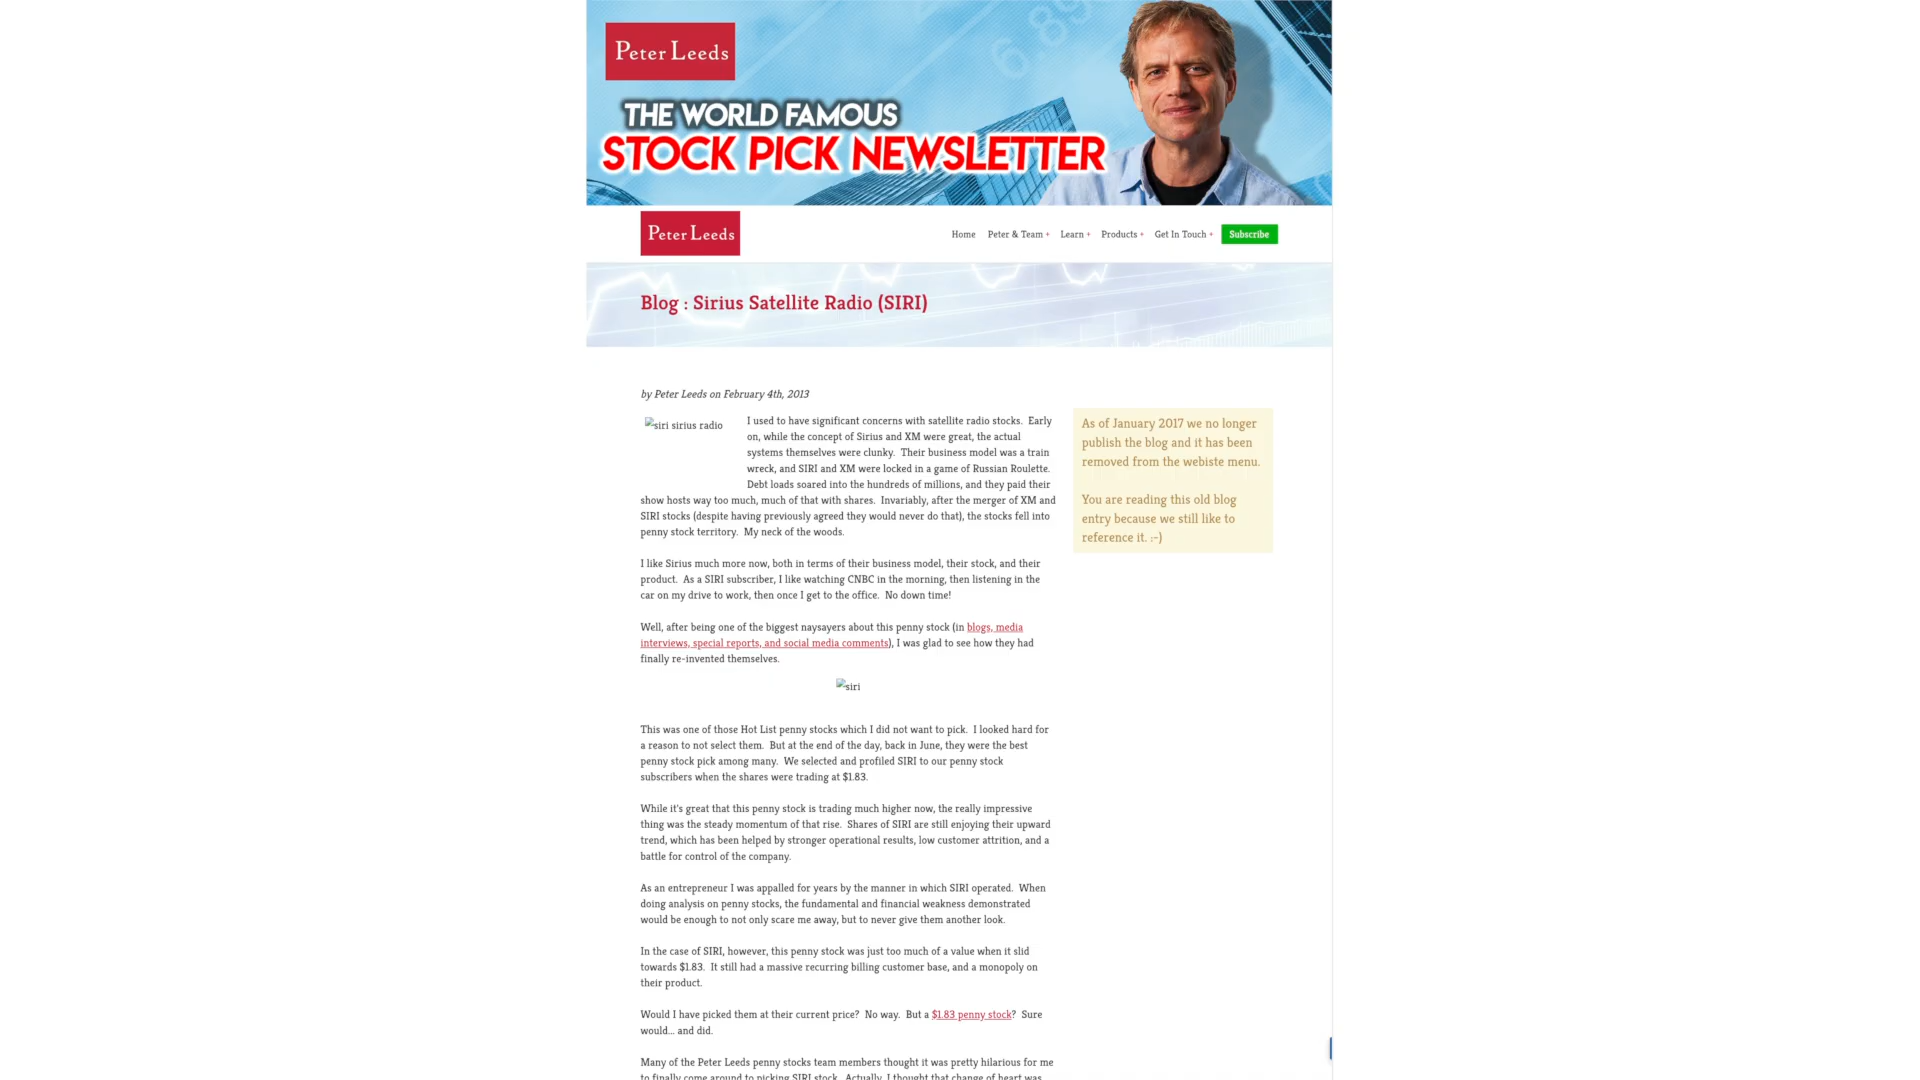 Peter Leeds
THE WORLD FAMOUS
STOCK PICK NEWSLETTER
Peter Leeds
Home Peter & Team + Learn + Products + Get In Touch + Subscribe
Blog : Sirius Satellite Radio (SIRI)
by Peter Leeds on February 4th, 2013
siri sirius radio
I used to have significant concerns with satellite radio stocks.  Early
on, while the concept of Sirius and XM were great, the actual
systems themselves were clunky.  Their business model was a train
wreck, and SIRI and XM were locked in a game of Russian Roulette.
Debt loads soared into the hundreds of millions, and they paid their
show hosts way too much, much of that with shares.  Invariably, after the merger of XM and
SIRI stocks (despite having previously agreed they would never do that), the stocks fell into
penny stock territory.  My neck of the woods.
I like Sirius much more now, both in terms of their business model, their stock, and their
product.  As a SIRI subscriber, I like watching CNBC in the morning, then listening in the
car on my drive to work, then once I get to the office.  No down time!
Well, after being one of the biggest naysayers about this penny stock (in blogs, media
interviews, special reports, and social media comments), I was glad to see how they had
finally re-invented themselves.
siri
This was one of those Hot List penny stocks which I did not want to pick.  I looked hard for
a reason to not select them.  But at the end of the day, back in June, they were the best
penny stock pick among many.  We selected and profiled SIRI to our penny stock
subscribers when the shares were trading at $1.83.
While it's great that this penny stock is trading much higher now, the really impressive
thing was the steady momentum of that rise.  Shares of SIRI are still enjoying their upward
trend, which has been helped by stronger operational results, low customer attrition, and a
battle for control of the company.
As an entrepreneur I was appalled for years by the manner in which SIRI operated.  When
doing analysis on penny stocks, the fundamental and financial weakness demonstrated
would be enough to not only scare me away, but to never give them another look.
In the case of SIRI, however, this penny stock was just too much of a value when it slid
towards $1.83.  It still had a massive recurring billing customer base, and a monopoly on
their product.
Would I have picked them at their current price?  No way.  But a $1.83 penny stock?  Sure
would... and did.
Many of the Peter Leeds penny stocks team members thought it was pretty hilarious for me
to finally come around to picking SIRI stock.  Actually, I thought that change of heart was
As of January 2017 we no longer
publish the blog and it has been
removed from the webiste menu.
You are reading this old blog
entry because we still like to
reference it. :-)